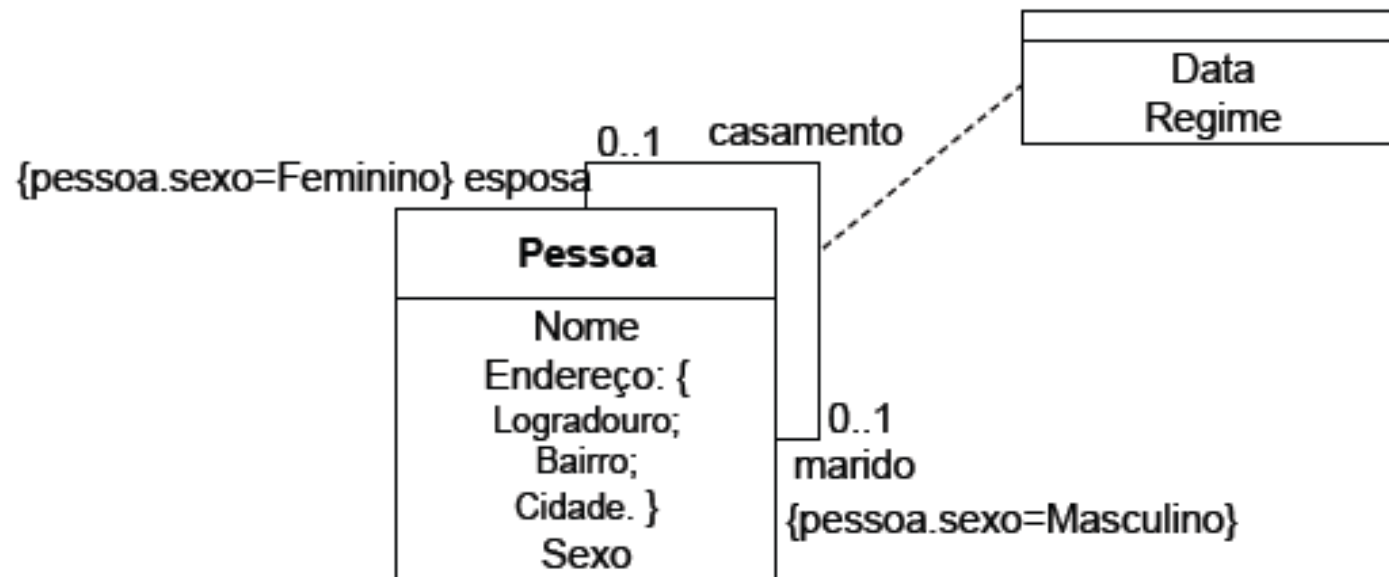 Data
Regime
0..1
casamento
{pessoa.sexo=Feminino} esposa
Pessoa
Nome
Endereço: {
Logradouro;
Bairro;
Cidade. }
Sexo
0..1
marido
{pessoa.sexo=Masculino}